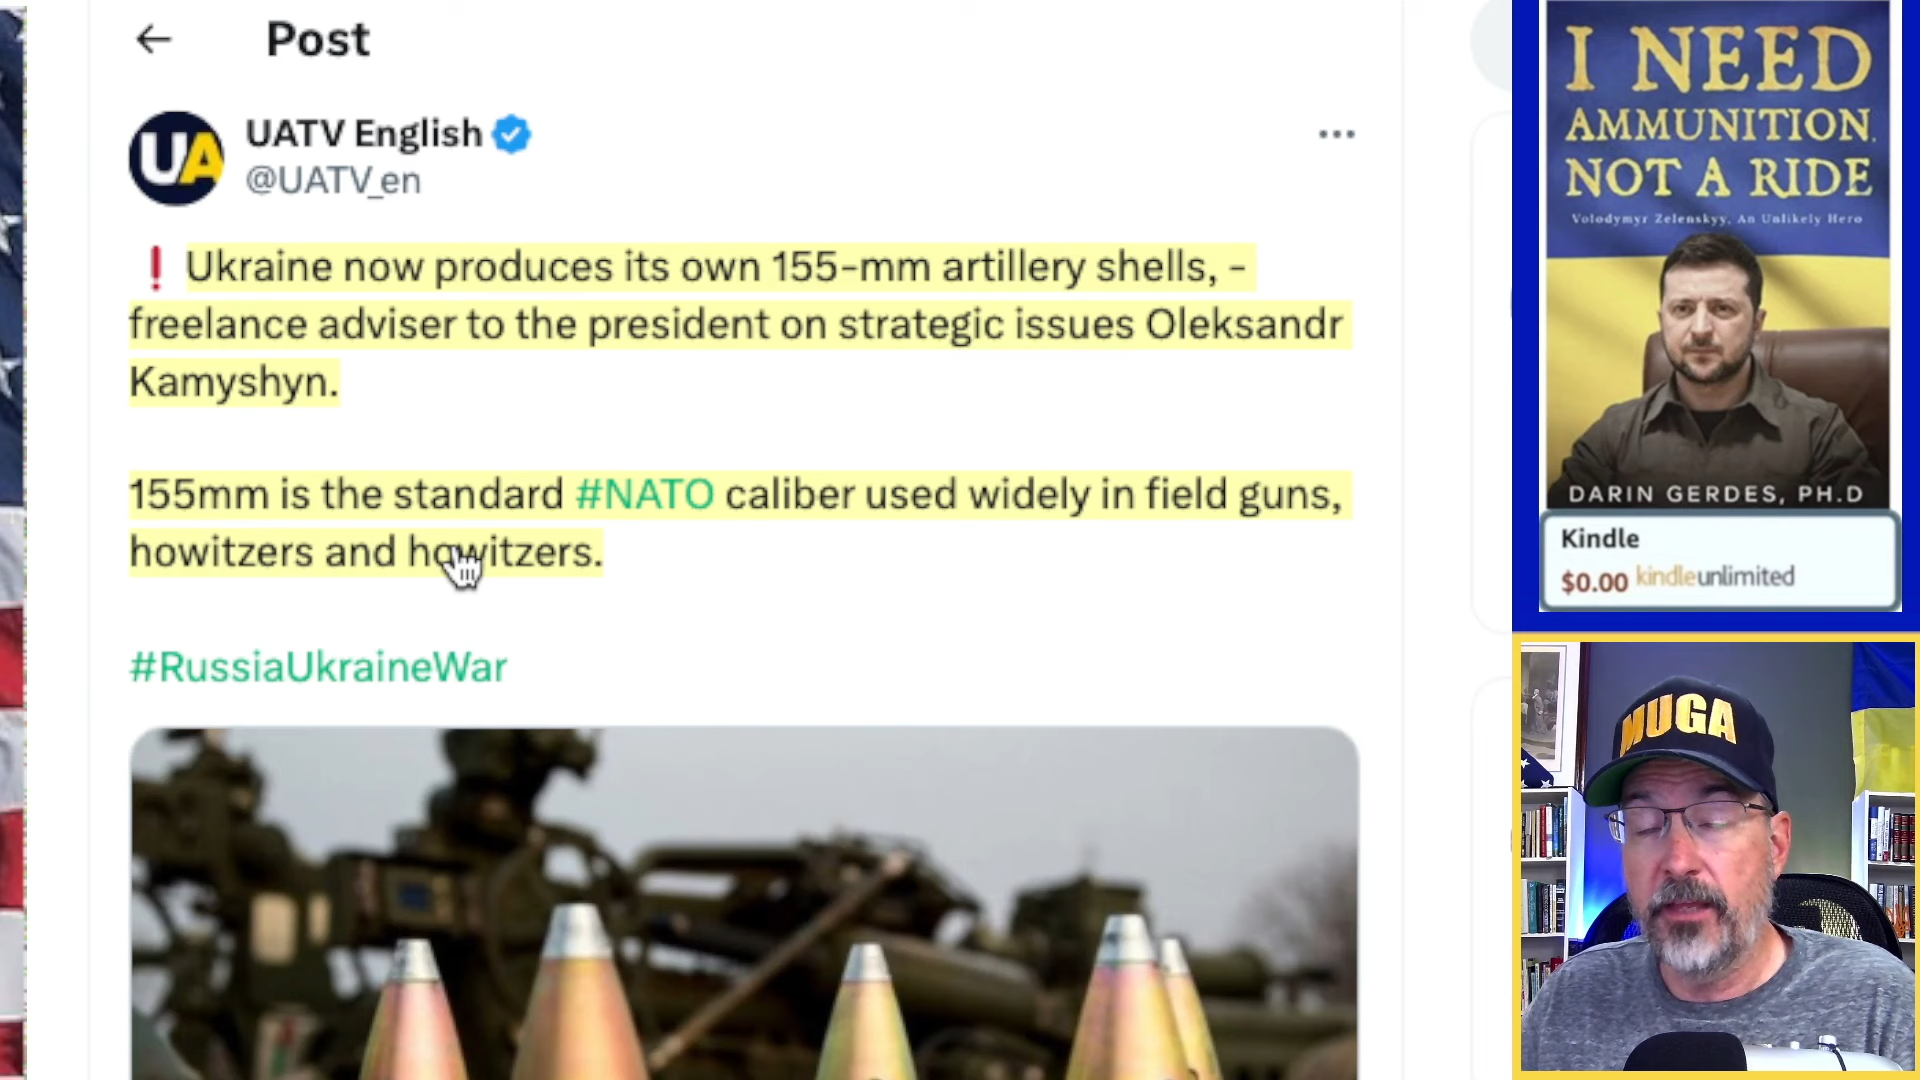 Post
UA
UATV English
@UATV_en
❗ Ukraine now produces its own 155-mm artillery shells, -
freelance adviser to the president on strategic issues Oleksandr
Kamyshyn.
155mm is the standard #NATO caliber used widely in field guns,
howitzers and howitzers.
#RussiaUkraineWar
I NEED
AMMUNITION,
NOT A RIDE
Volodymyr Zelenskyy, An Unlikely Hero
DARIN GERDES, PH.D
Kindle
$0.00 kindleunlimited
MUGA